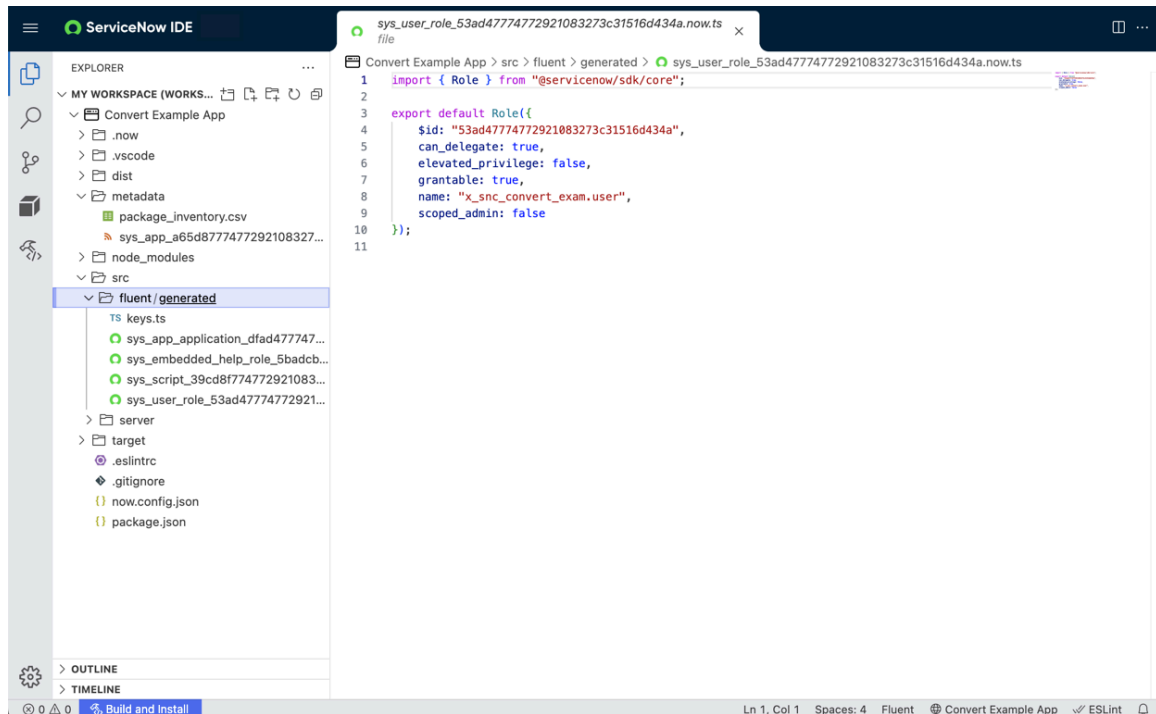 ServiceNow IDE
sys_user_role_53ad47774772921083273c31516d434a.now.ts
file
EXPLORER
MY WORKSPACE (WORKS...
Convert Example App
.now
.vscode
dist
metadata
package_inventory.csv
sys_app_a65d8777477292108327...
node_modules
src
fluent/generated
TS keys.ts
sys_app_application_dfad477747...
sys_embedded_help_role_5badcb...
sys_script_39cd8f774772921083...
sys_user_role_53ad47774772921...
server
target
.eslintrc
.gitignore
{} now.config.json
{} package.json
OUTLINE
TIMELINE
Convert Example App > src > fluent > generated > sys_user_role_53ad47774772921083273c31516d434a.now.ts
1 import { Role } from "@servicenow/sdk/core";
2
3 export default Role({
4 $id: "53ad47774772921083273c31516d434a",
5 can_delegate: true,
6 elevated_privilege: false,
7 grantable: true,
8 name: "x_snc_convert_exam.user",
9 scoped_admin: false
10 });
11
0 0 Build and Install
Ln 1, Col 1 Spaces: 4 Fluent Convert Example App ESLint